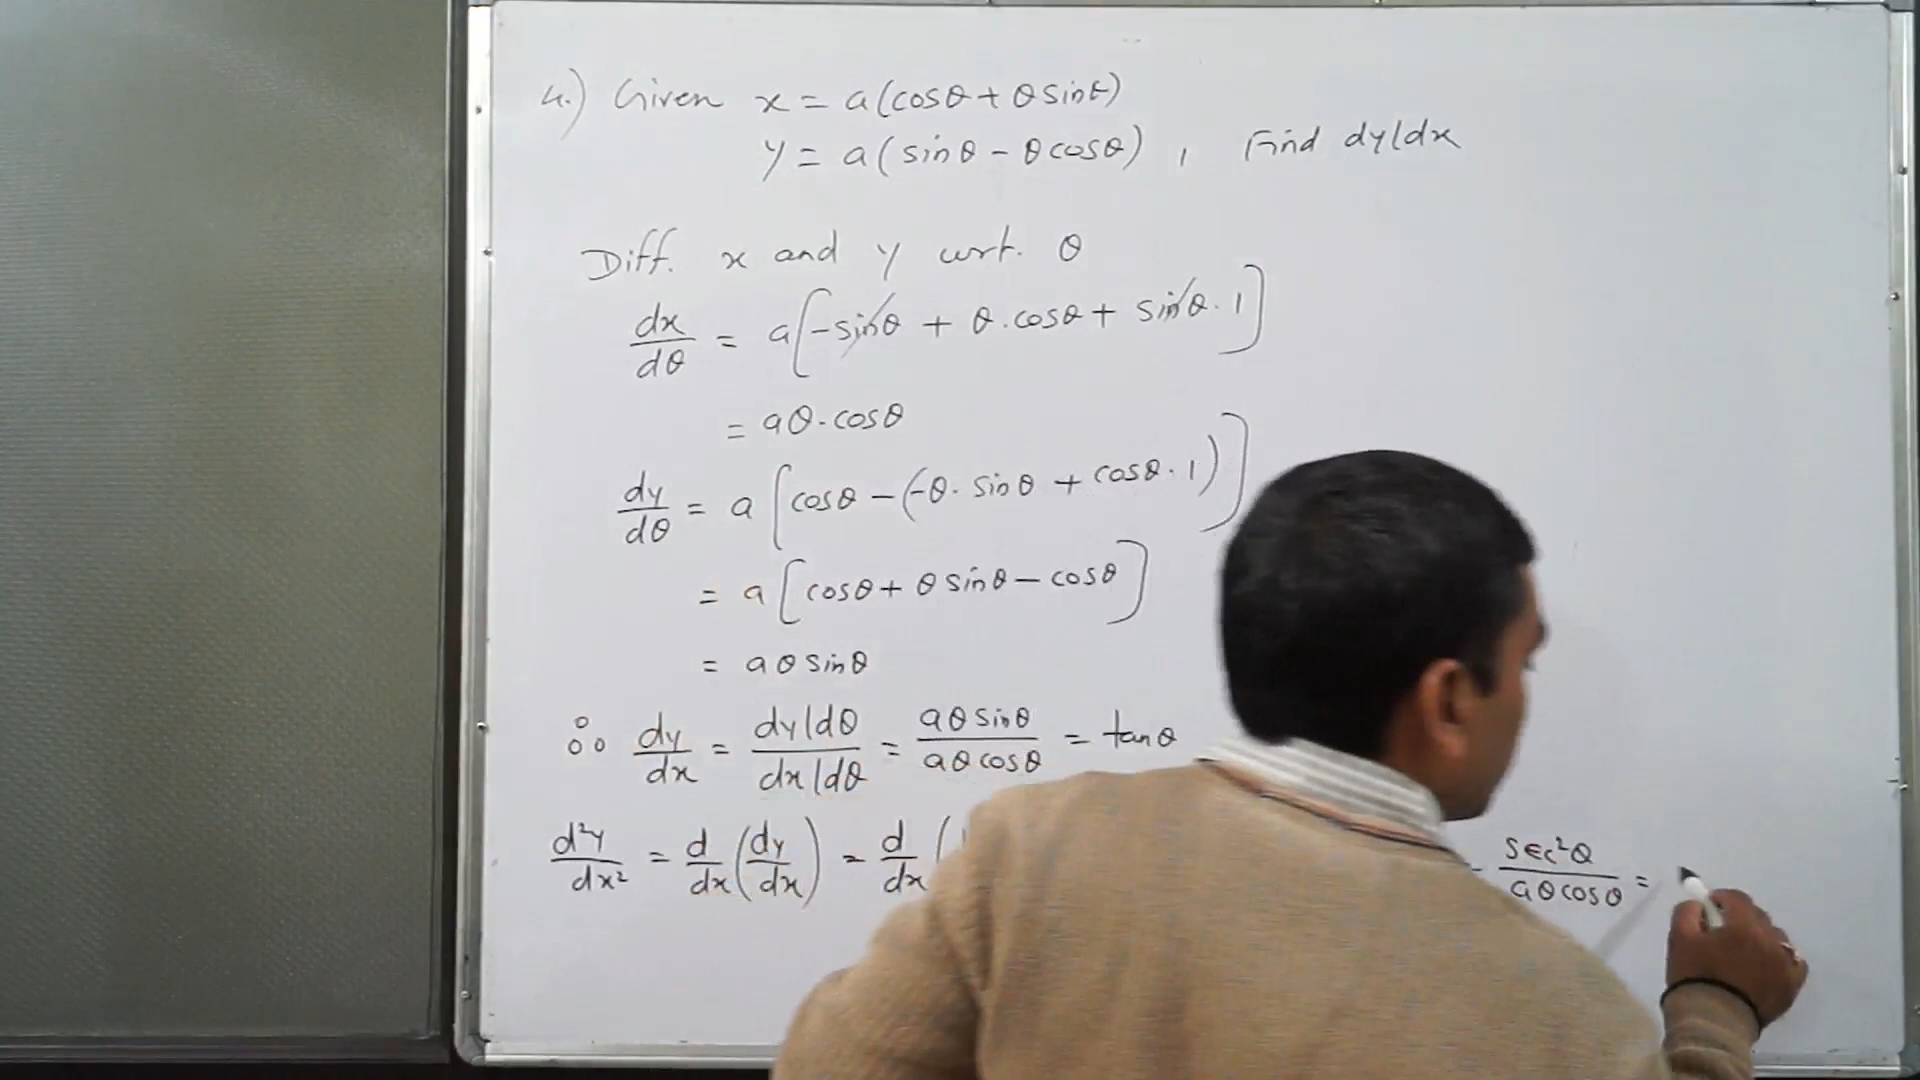 4.) Given x = a(cosθ + θ sinθ)
y = a(sinθ − θcosθ) , Find dy/dx
Diff. x and y wrt. θ
dx/dθ = a[−sinθ + θ.cosθ + sinθ.1]
= aθ.cosθ
dy/dθ = a[cosθ − (−θ. sinθ + cosθ.1)]
= a[cosθ + θ sinθ − cosθ]
= aθ sinθ
∴ dy/dx = (dy/dθ)/(dx/dθ) = aθ sinθ/aθ cosθ = tanθ
d²y/dx² = d/dx(dy/dx) = d/dx( = sec²θ/aθcosθ =